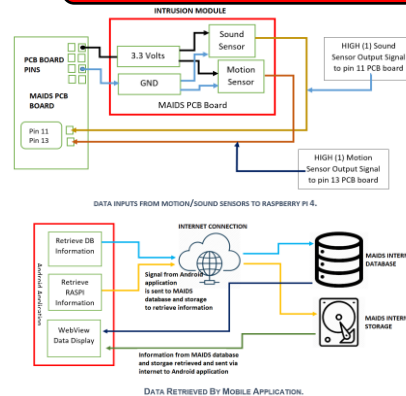 INTRUSION MODULE
Sound
Sensor
PCB BOARD
PINS
3.3 Volts
HIGH (1) Sound
Sensor Output Signal
to pin 11 PCB board
Motion
Sensor
GND
MAIDS PCB
BOARD
MAIDS PCB Board
Pin 11
Pin 13
HIGH (1) Motion
Sensor Output Signal
to pin 13 PCB board
DATA INPUTS FROM MOTION/SOUND SENSORS TO RASPBERRY PI 4.
INTERNET CONNECTION
Android Application
Retrieve DB
Information
Retrieve
RASPI
Information
WebView
Data Display
Signal from Android
application
is sent to MAIDS
database and storage
to retrieve information
MAIDS INTER
DATABASE
MAIDS INTER
STORAGE
Information from MAIDS database
and storgae retrieved and sent via
internet to Android application
DATA RETRIEVED BY MOBILE APPLICATION.